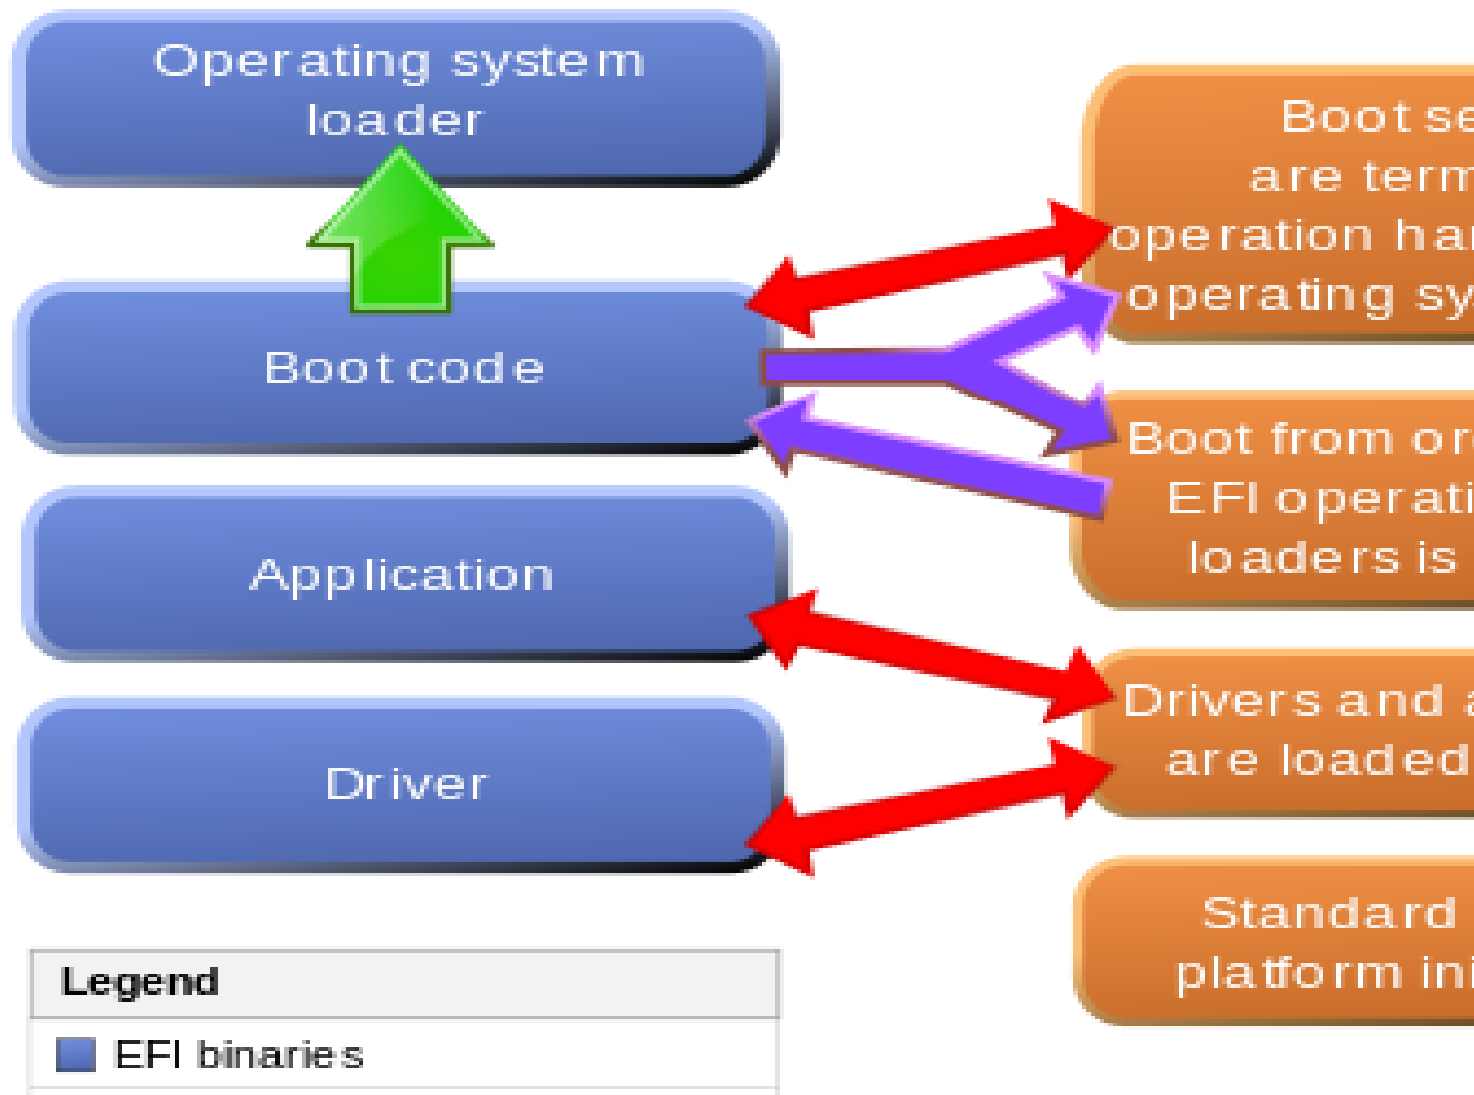 Operating system
loader
Boot code
Application
Driver
Boot
are
operation
operating
Boot from
EFI
loaders is
Drivers and
are loaded
Standard
platform
Legend
EFI binaries